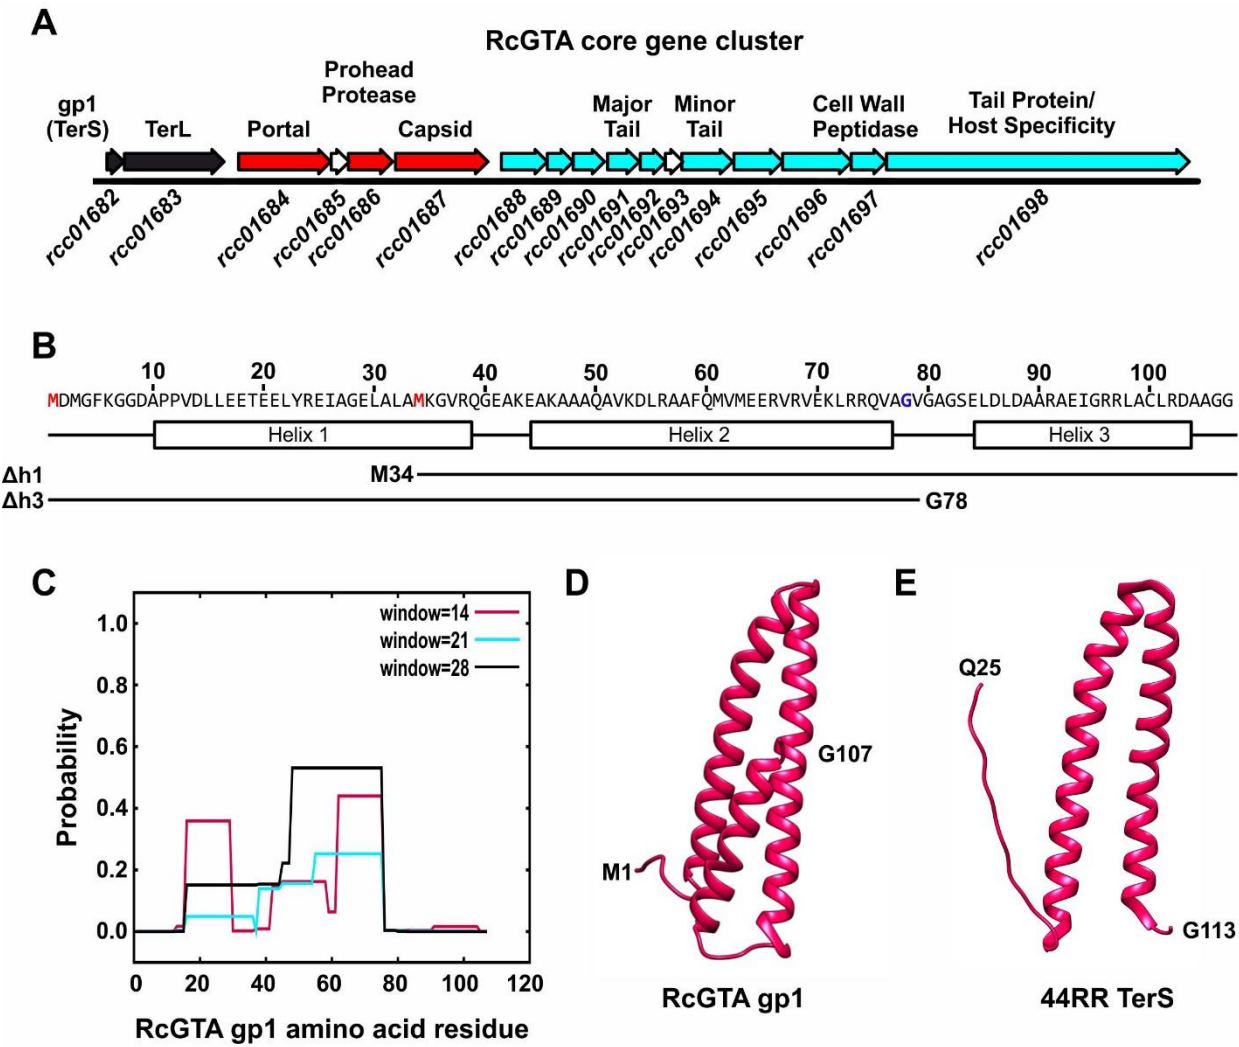 A
RcGTA core gene cluster
gp1
(TerS)
TerL
Portal
Prohead
Protease
Capsid
Major
Tail
Minor
Tail
Cell Wall
Peptidase
Tail Protein/
Host Specificity
rcc01682
rcc01683
rcc01684
rcc01685
rcc01686
rcc01687
rcc01688
rcc01689
rcc01690
rcc01691
rcc01692
rcc01693
rcc01694
rcc01695
rcc01696
rcc01697
rcc01698
B
10 20 30 40 50 60 70 80 90 100
MDMGFKGGDAPPVDLLEETEELYREIAGELALAMKGVRQGEAKEAKAAAQAVKDLRAAFQMVMEERVRVEKLRRQVAGVGAGSELDLDAARAEIGRRLACLRDAAGG
Helix 1 Helix 2 Helix 3
Δh1 M34
Δh3 G78
C
window=14
window=21
window=28
Probability
1.0
0.8
0.6
0.4
0.2
0.0
0 20 40 60 80 100 120
RcGTA gp1 amino acid residue
D
M1
G107
RcGTA gp1
E
Q25
G113
44RR TerS